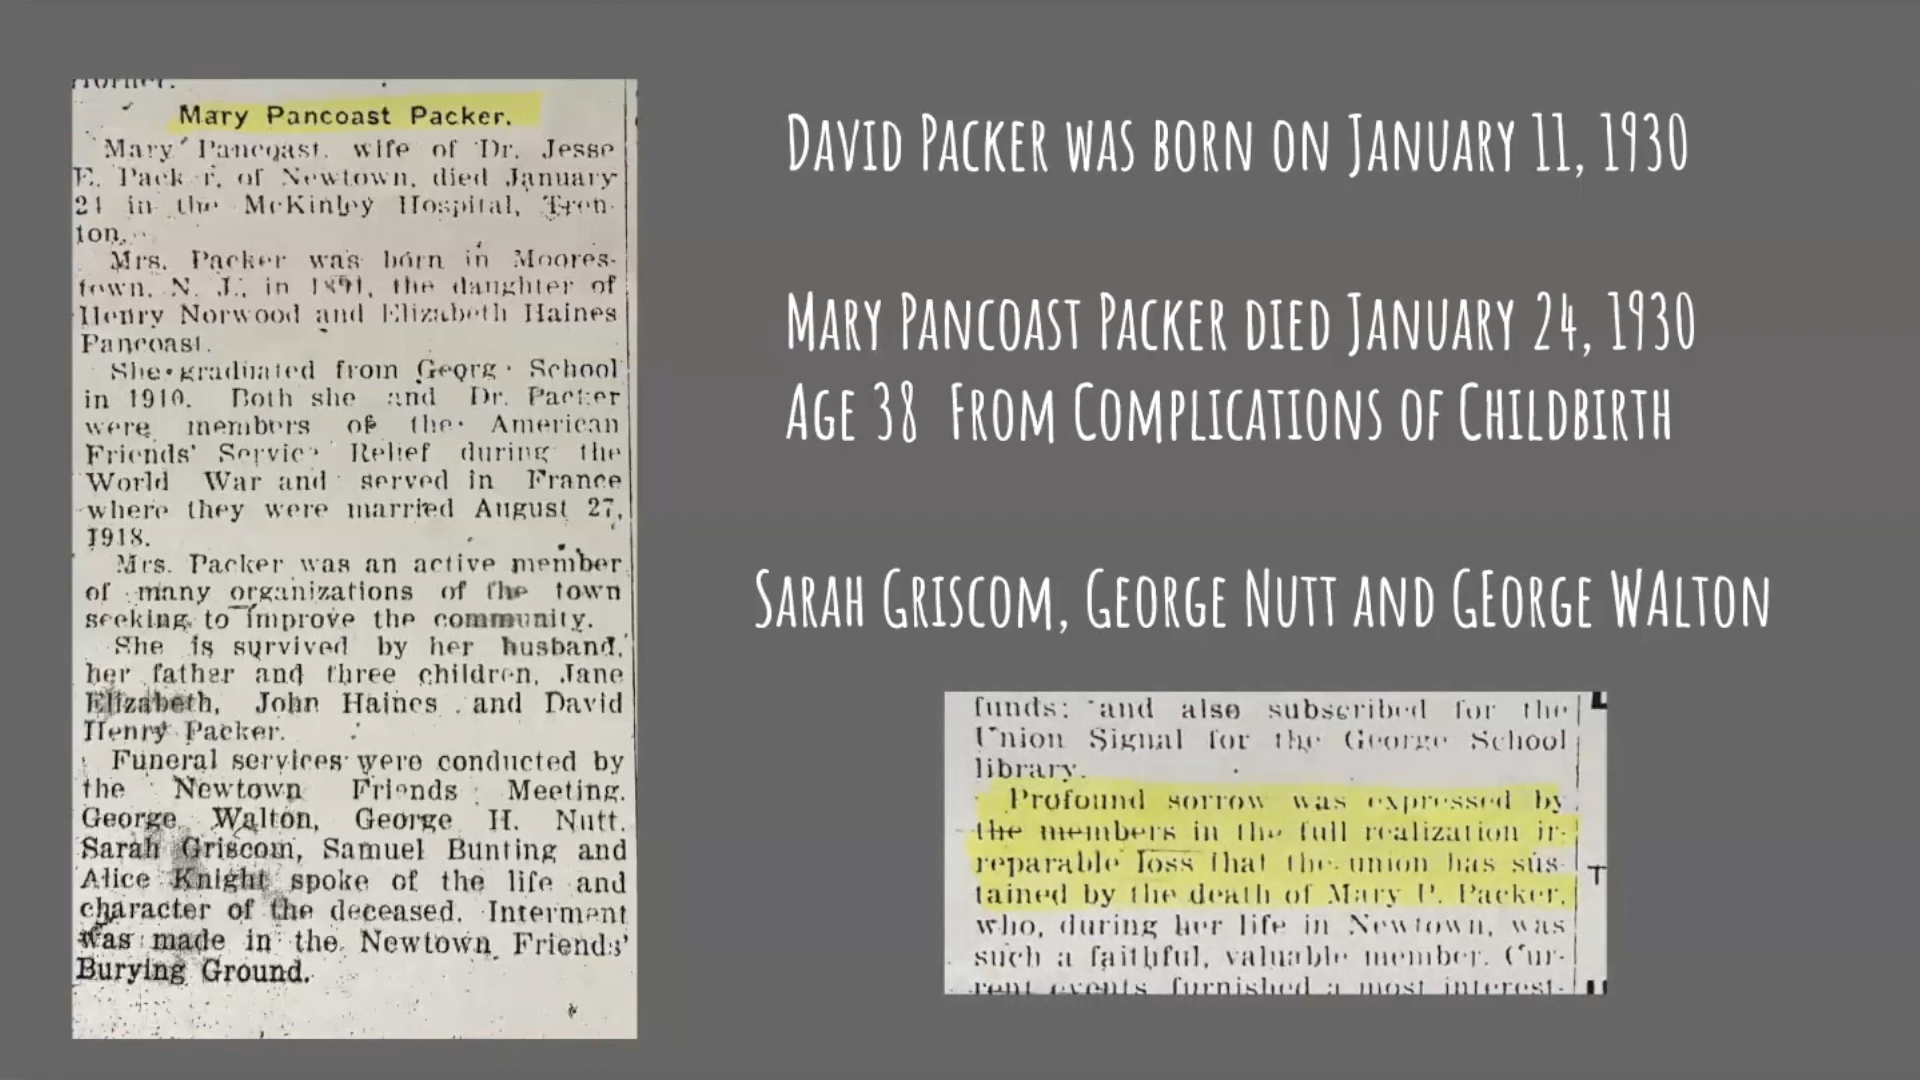 Mary Pancoast Packer.
Mary Pancoast, wife of Dr. Jesse
E. Pack r, of Newtown, died January
24 in the McKinley Hospital, Tren-
ton.
Mrs. Packer was born in Moores-
town, N. J., in 1891, the daughter of
Henry Norwood and Elizabeth Haines
Pancoast.
She graduated from Georg School
in 1910. Both she and Dr. Packer
were members of the American
Friends' Service Relief during the
World War and served in France
where they were married August 27,
1918.
Mrs. Packer was an active member
of many organizations of the town
seeking to improve the community.
She is survived by her husband,
her father and three children, Jane
Elizabeth, John Haines and David
Henry Packer.
Funeral services were conducted by
the Newtown Friends Meeting.
George Walton, George H. Nutt,
Sarah Griscom, Samuel Bunting and
Alice Knight spoke of the life and
character of the deceased. Interment
was made in the Newtown Friends'
Burying Ground.
David Packer was born on January 11, 1930
Mary Pancoast Packer died January 24, 1930
Age 38 From Complications of Childbirth
Sarah Griscom, George Nutt and GEorge WAlton
funds; and also subscribed for the
Union Signal for the George School
library.
Profound sorrow was expressed by
the members in the full realization ir-
reparable loss that the union has sus-
tained by the death of Mary P. Packer,
who, during her life in Newtown, was
such a faithful, valuable member. Cur-
rent events furnished a most interest-